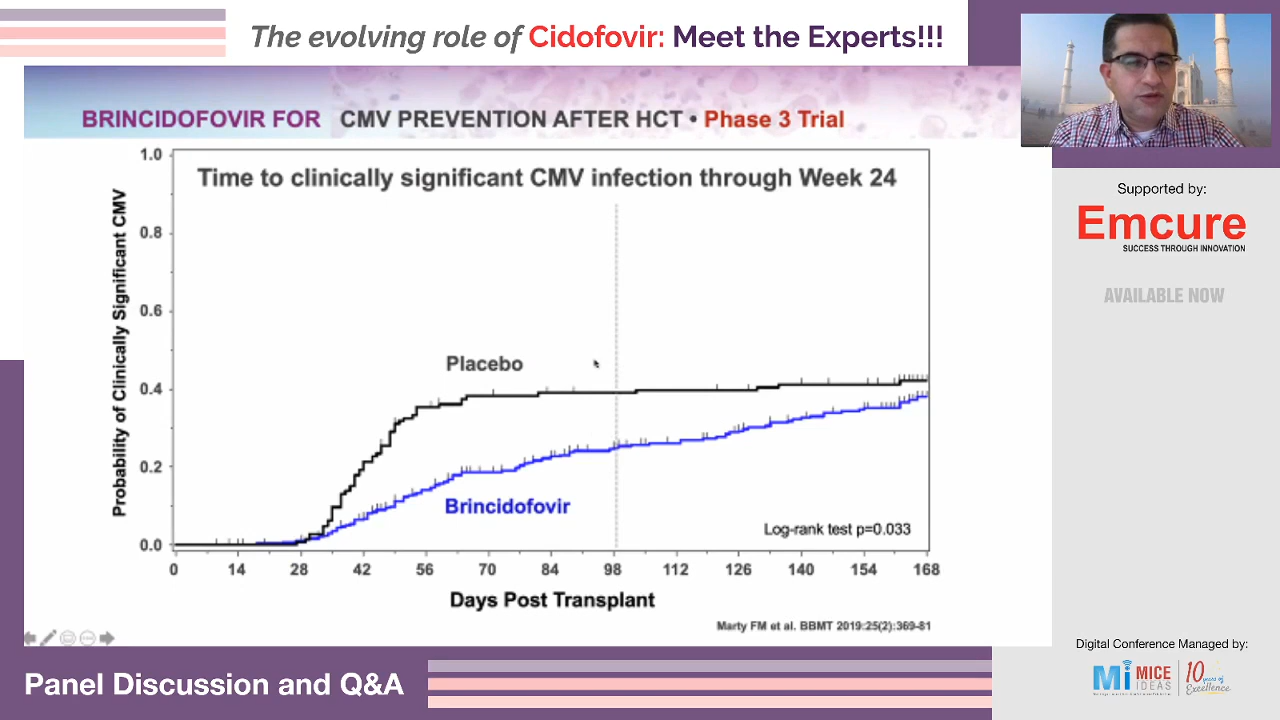 The evolving role of Cidofovir: Meet the Experts!!!
BRINCIDOFOVIR FOR CMV PREVENTION AFTER HCT • Phase 3 Trial
Time to clinically significant CMV infection through Week 24
Probability of Clinically Significant CMV
1.0
0.8
0.6
0.4
0.2
0.0
Placebo
Brincidofovir
Log-rank test p=0.033
0 14 28 42 56 70 84 98 112 126 140 154 168
Days Post Transplant
Marty FM et al. BBMT 2019:25(2):369-81
Supported by:
Emcure
SUCCESS THROUGH INNOVATION
AVAILABLE NOW
Digital Conference Managed by:
Mi MICE
IDEAS
10 years of
Excellence
Panel Discussion and Q&A